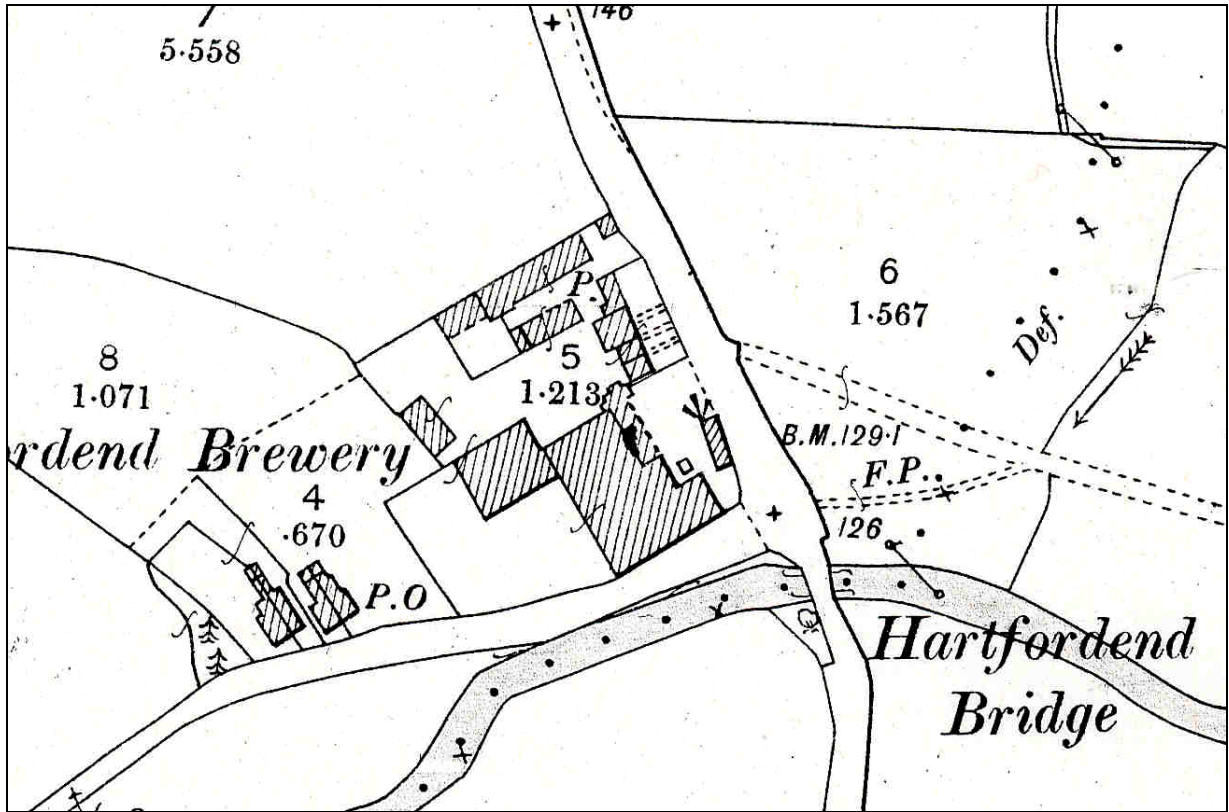 146
5·558
6
1·567
Def.
P.
5
1·213
8
1·071
B.M.129·1
F.P.
rdend Brewery
4
·670
126
P.O
Hartfordend
Bridge